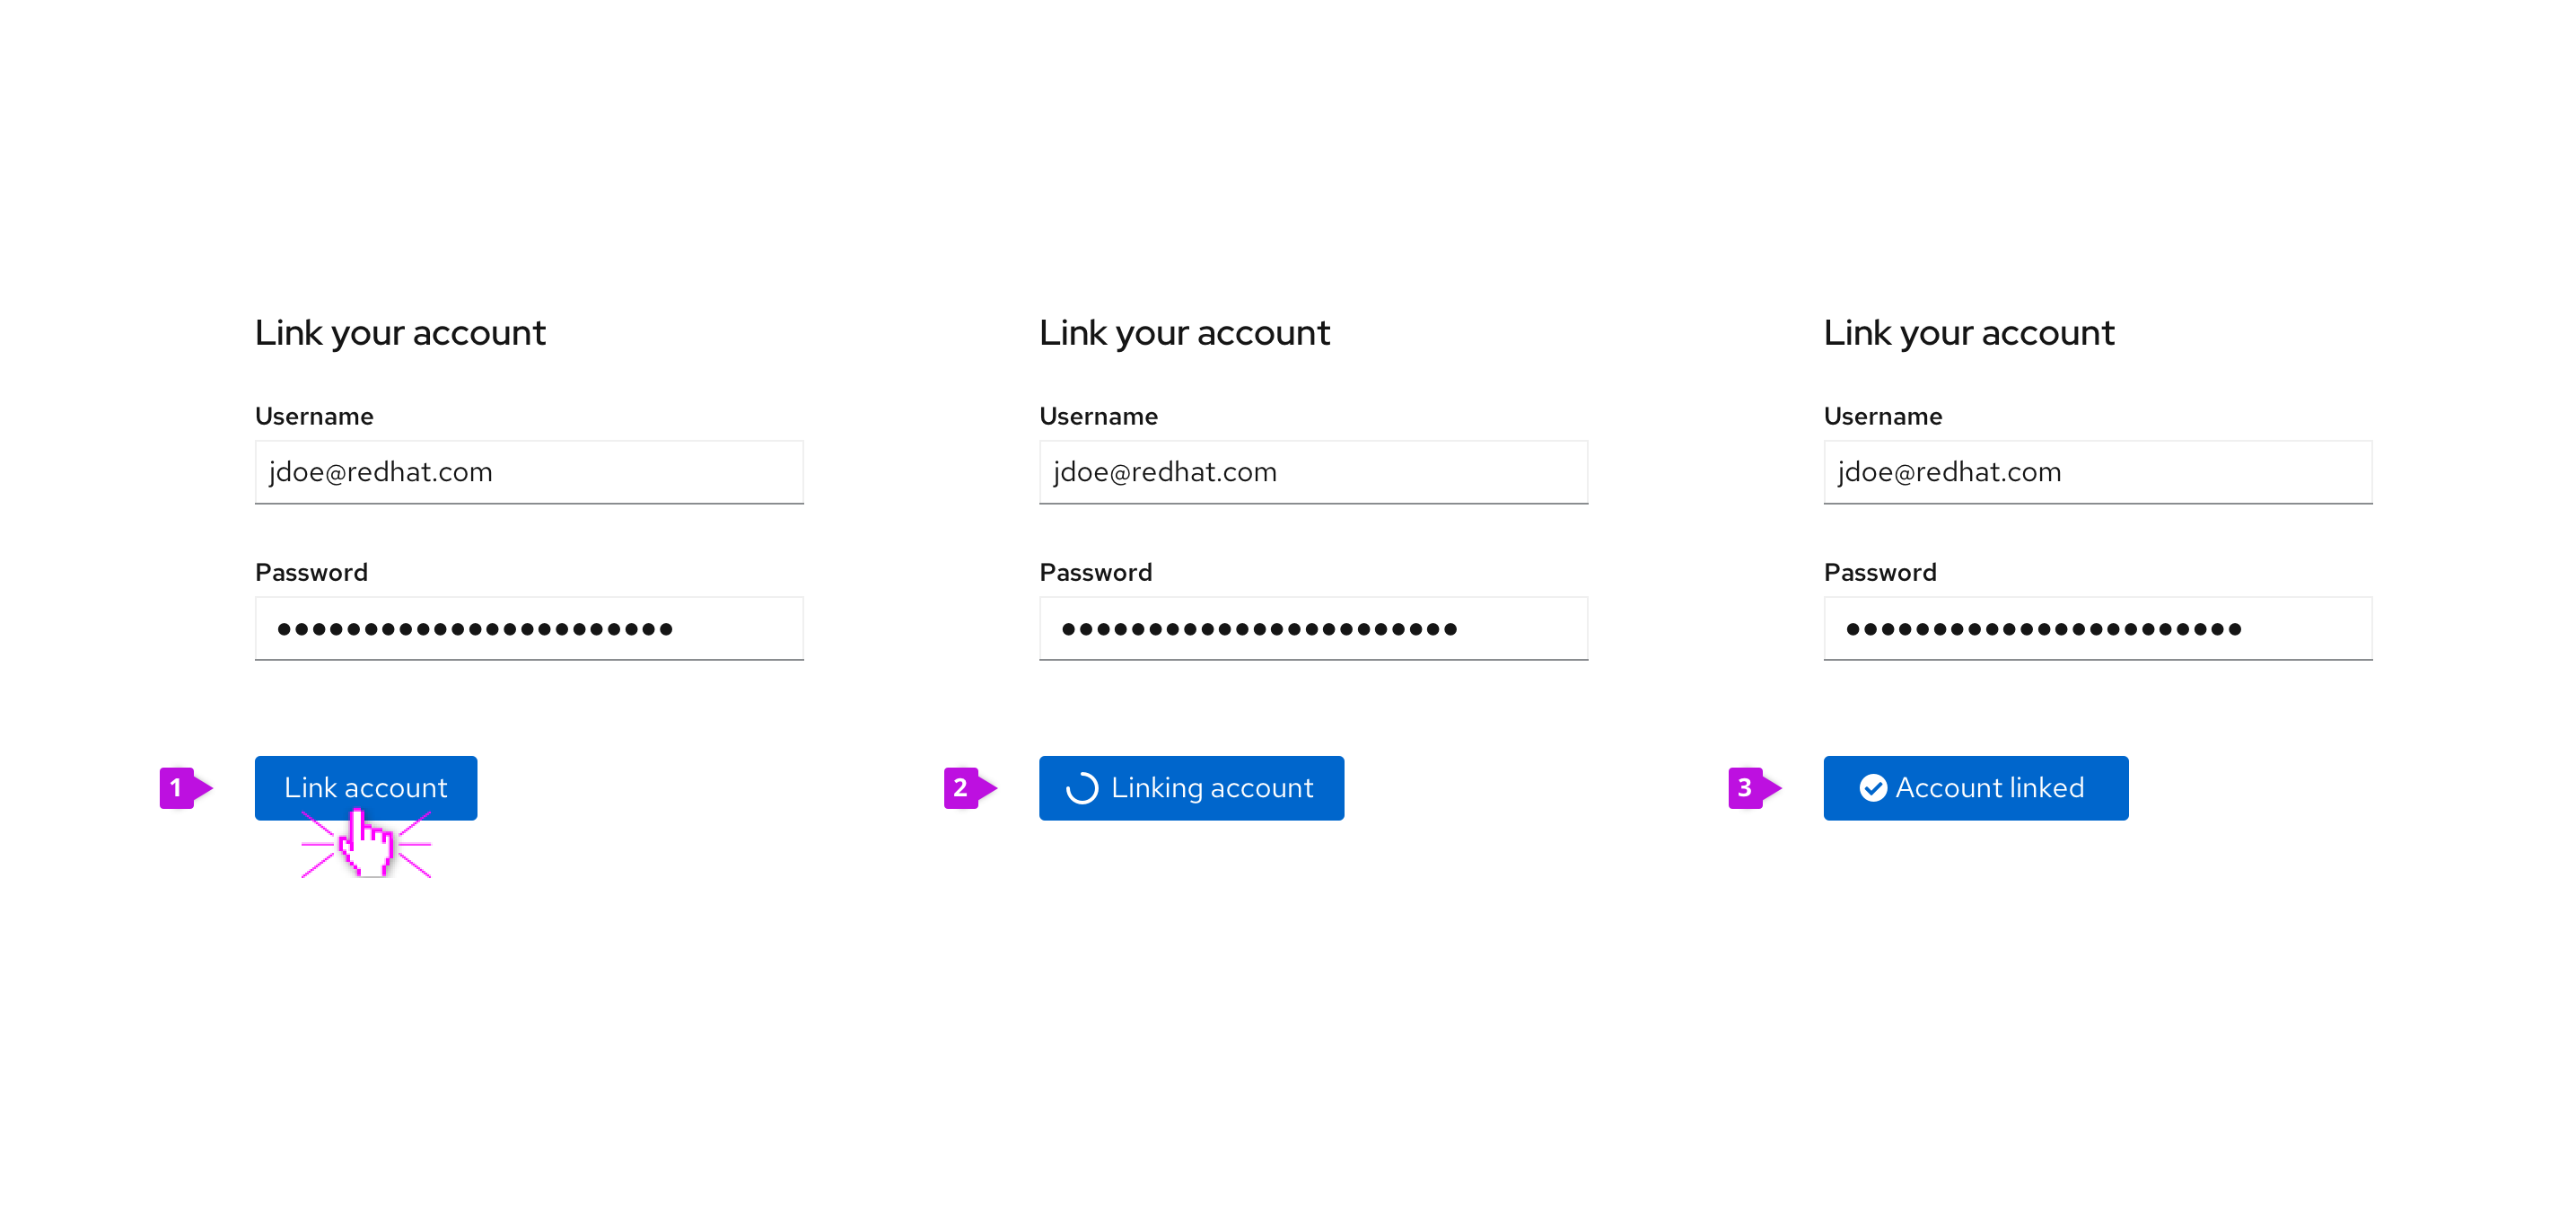 Link your account
Username
jdoe@redhat.com
Password
••••••••••••••••••••••••
1
Link account
Link your account
Username
jdoe@redhat.com
Password
••••••••••••••••••••••••
2
Linking account
Link your account
Username
jdoe@redhat.com
Password
••••••••••••••••••••••••
3
Account linked